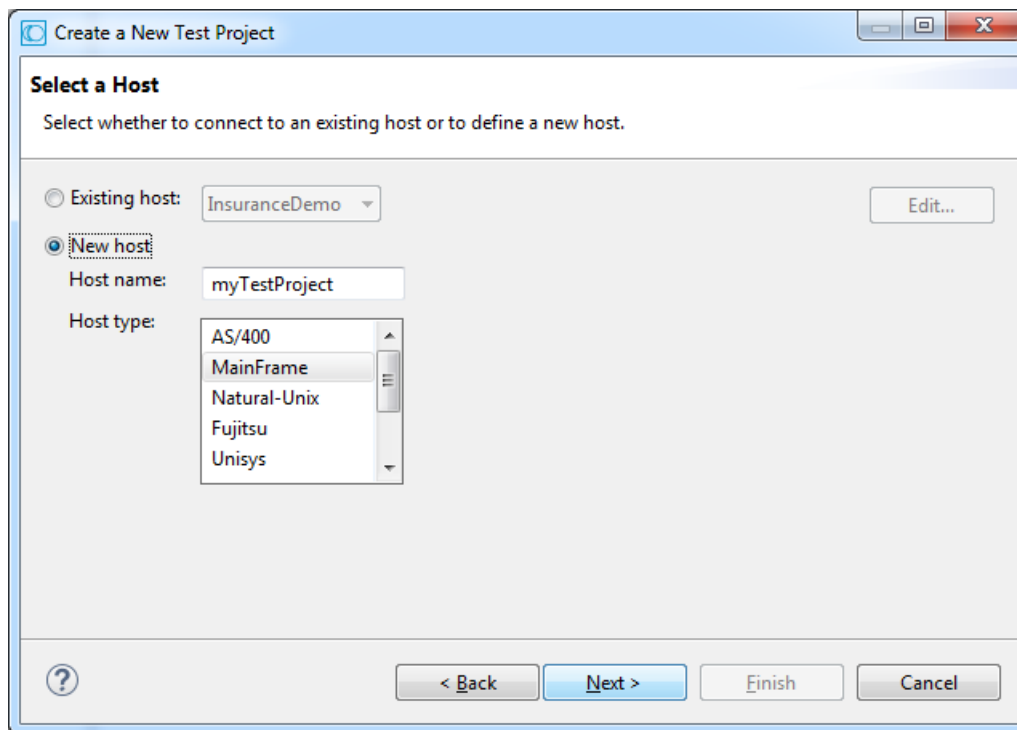 Create a New Test Project
Select a Host
Select whether to connect to an existing host or to define a new host.
Existing host: InsuranceDemo Edit...
New host
Host name: myTestProject
Host type: AS/400
MainFrame
Natural-Unix
Fujitsu
Unisys
< Back Next > Finish Cancel